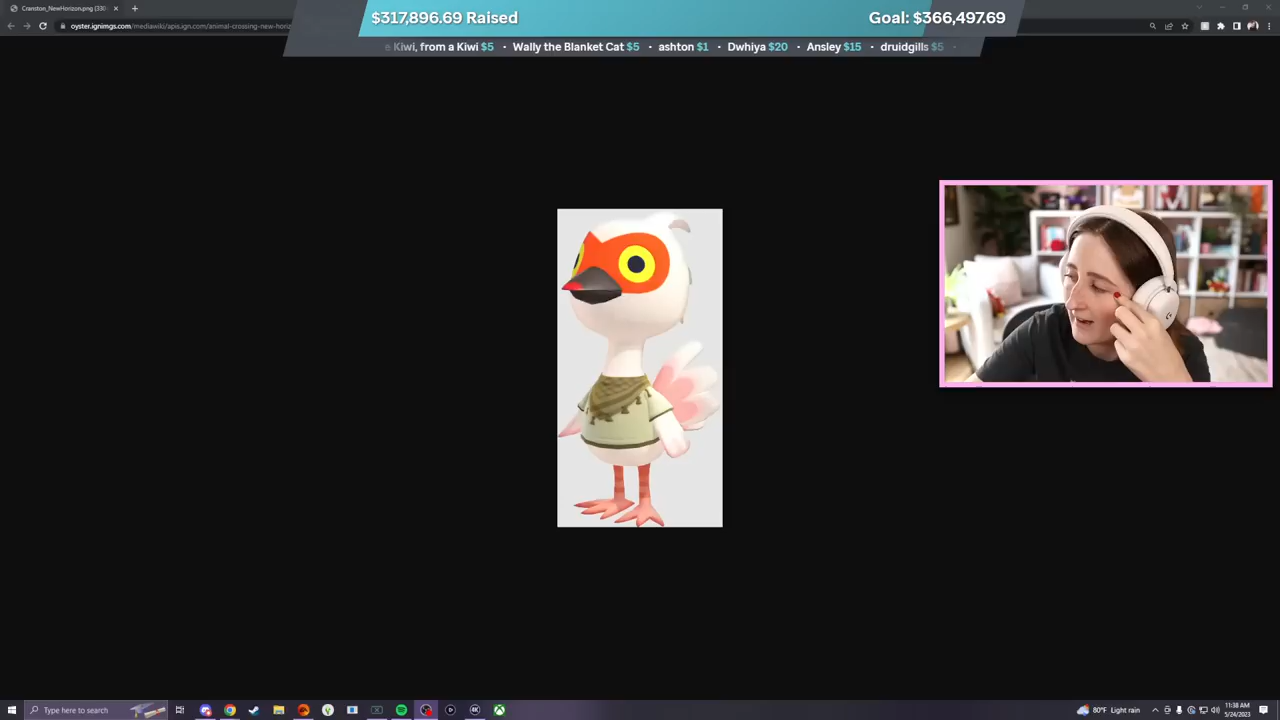 Cranston_NewHorizon.png (330
$317,896.69 Raised
Goal: $366,497.69
oyster.ignimgs.com/mediawiki/apis.ign.com/animal-crossing-new-horiz
Kiwi, from a Kiwi $5 • Wally the Blanket Cat $5 • ashton $1 • Dwhiya $20 • Ansley $15 • druidgills $5
Type here to search
80°F Light rain
11:38 AM
5/24/2023